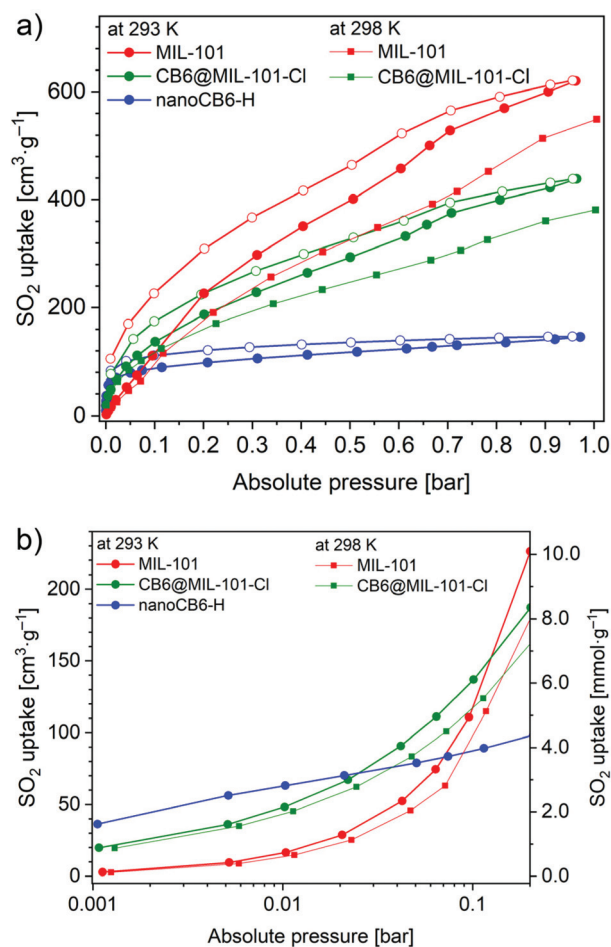 a)
at 293 K
MIL-101
CB6@MIL-101-Cl
nanoCB6-H
at 298 K
MIL-101
CB6@MIL-101-Cl
SO2 uptake [cm³·g⁻¹]
600
400
200
0
0.0 0.1 0.2 0.3 0.4 0.5 0.6 0.7 0.8 0.9 1.0
Absolute pressure [bar]
b)
at 293 K
MIL-101
CB6@MIL-101-Cl
nanoCB6-H
at 298 K
MIL-101
CB6@MIL-101-Cl
SO2 uptake [cm³·g⁻¹]
200
150
100
50
0
10.0
8.0
6.0
4.0
2.0
0.0
SO2 uptake [mmol·g⁻¹]
0.001 0.01 0.1
Absolute pressure [bar]